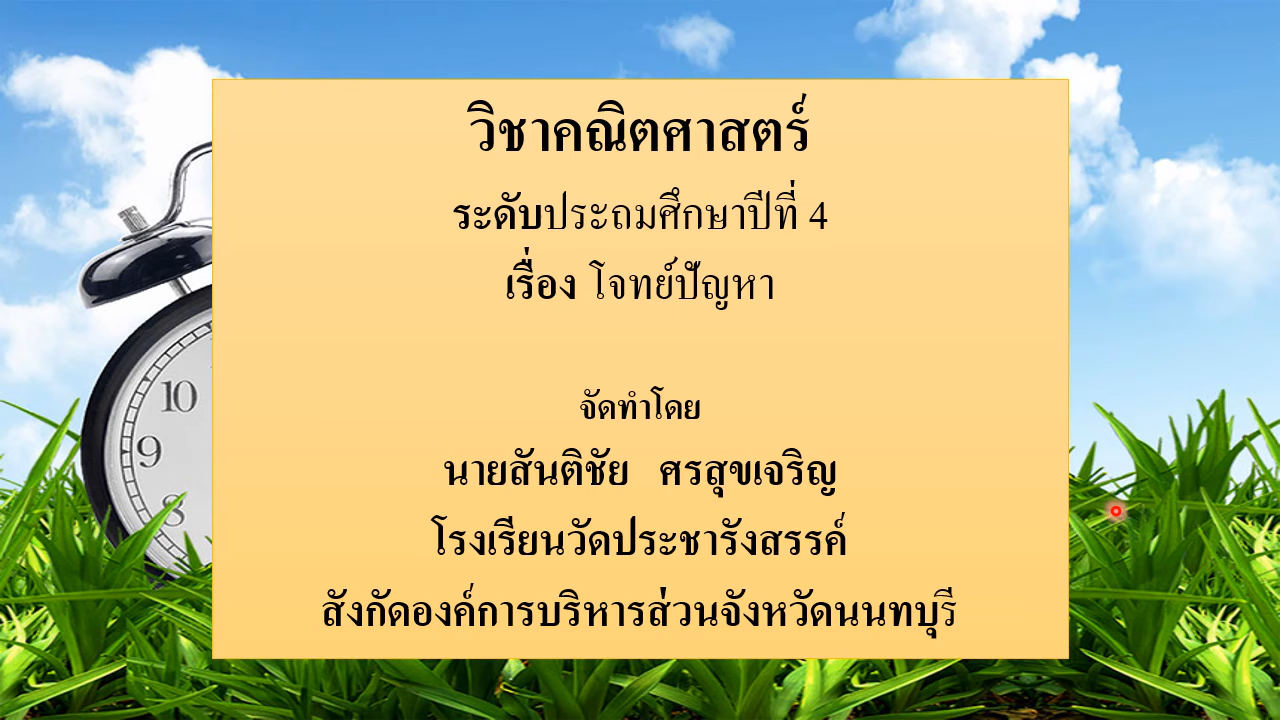 วิชาคณิตศาสตร์
ระดับประถมศึกษาปีที่ 4
เรื่อง โจทย์ปัญหา
จัดทำโดย
นายสันติชัย ศรสุขเจริญ
โรงเรียนวัดประชารังสรรค์
สังกัดองค์การบริหารส่วนจังหวัดนนทบุรี
10
9
8